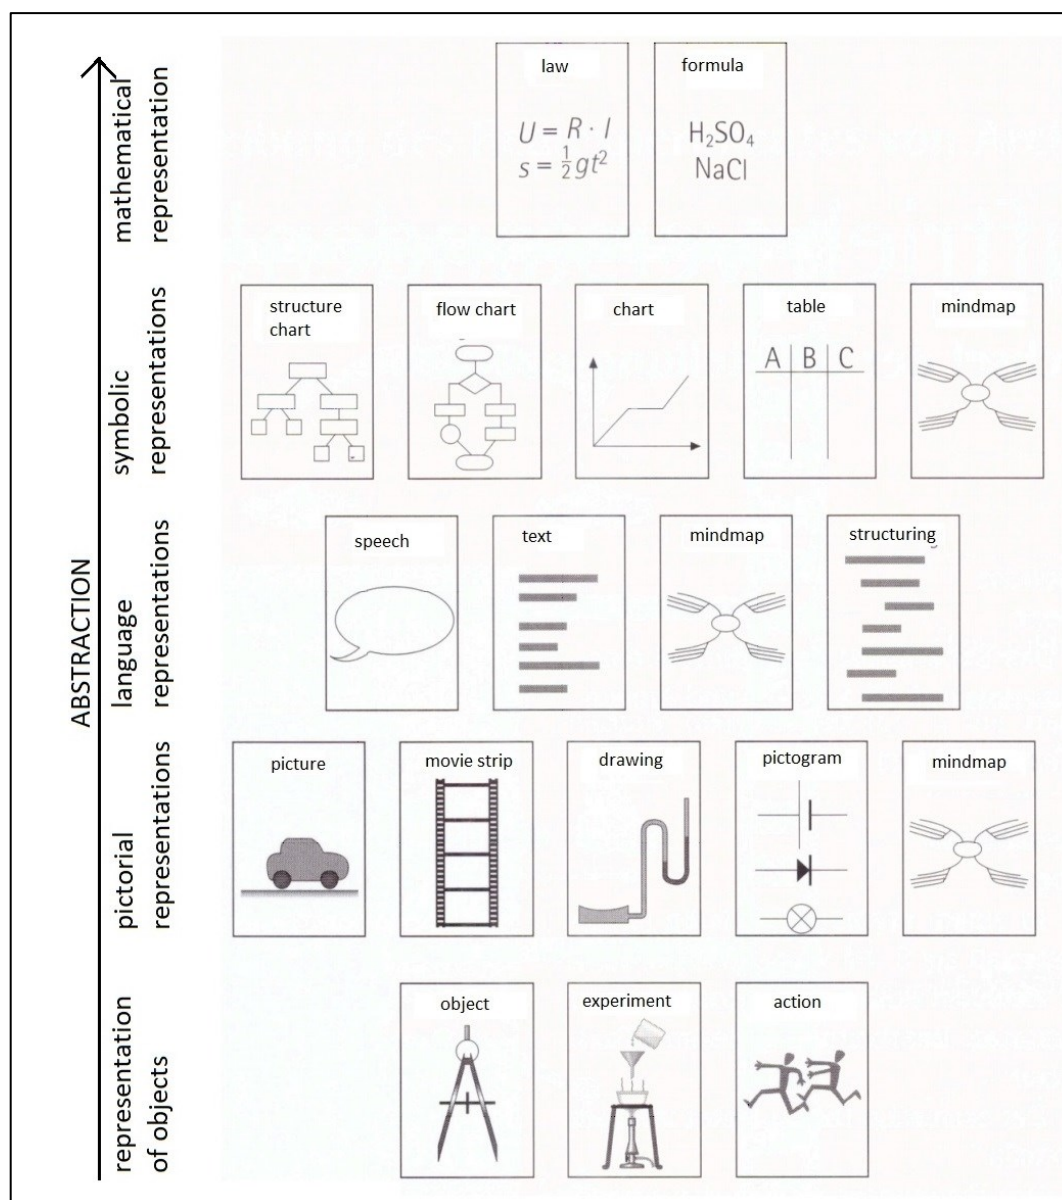 ABSTRACTION
mathematical
representation
law
U = R · I
s = ½gt²
formula
H₂SO₄
NaCl
symbolic
representations
structure
chart
flow chart
chart
table
A B C
mindmap
language
representations
speech
text
mindmap
structuring
pictorial
representations
picture
movie strip
drawing
pictogram
mindmap
representation
of objects
object
experiment
action